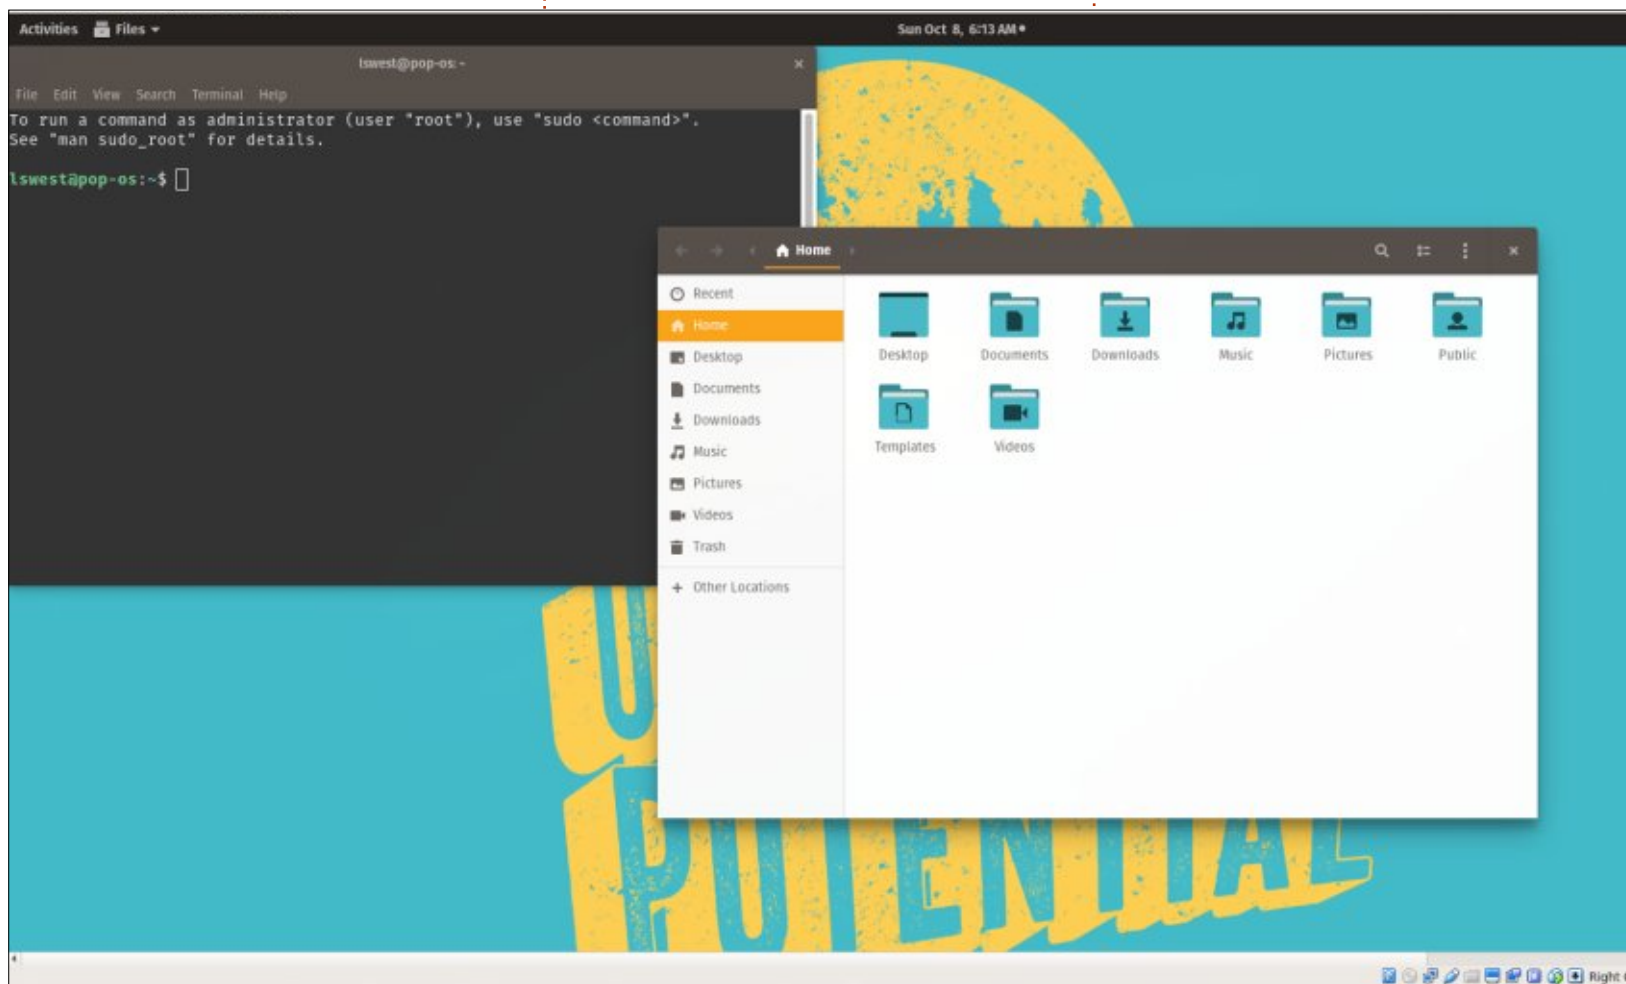 Activities Files
Sun Oct 8, 6:13 AM
lswest@pop-os: ~
File Edit View Search Terminal Help
To run a command as administrator (user "root"), use "sudo <command>".
See "man sudo_root" for details.
lswest@pop-os:~$
Home
Recent
Home
Desktop
Documents
Downloads
Music
Pictures
Videos
Trash
+ Other Locations
Desktop Documents Downloads Music Pictures Public
Templates Videos
POTENTIAL
Right